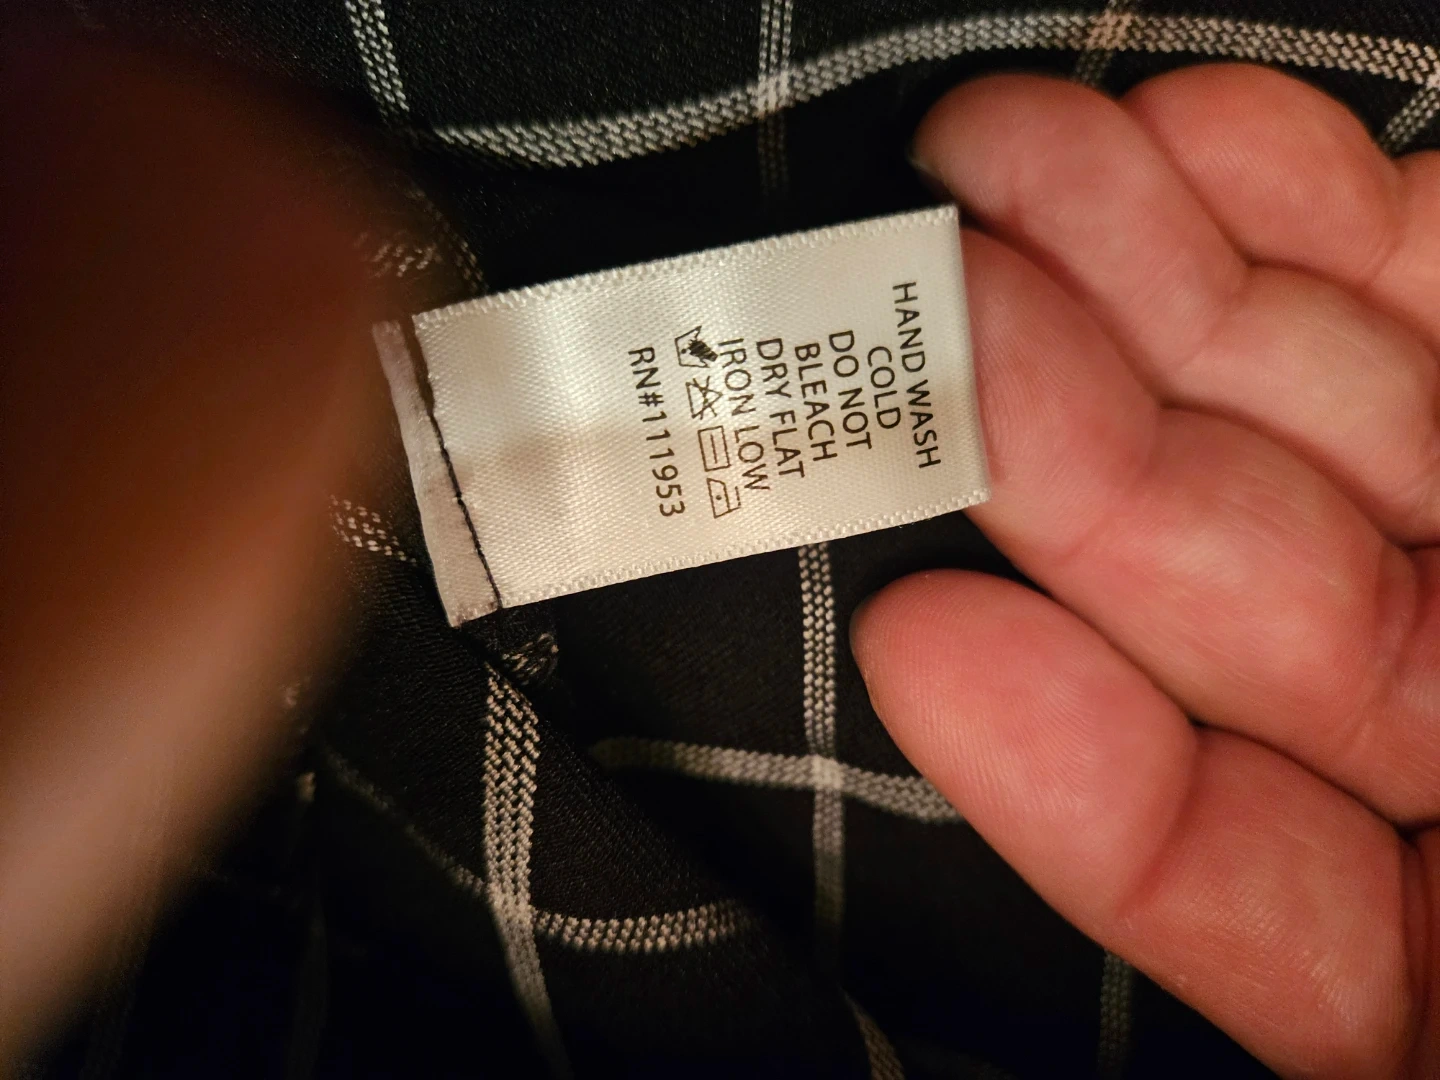 HAND WASH
COLD
DO NOT
BLEACH
DRY FLAT
IRON LOW
RN#111953